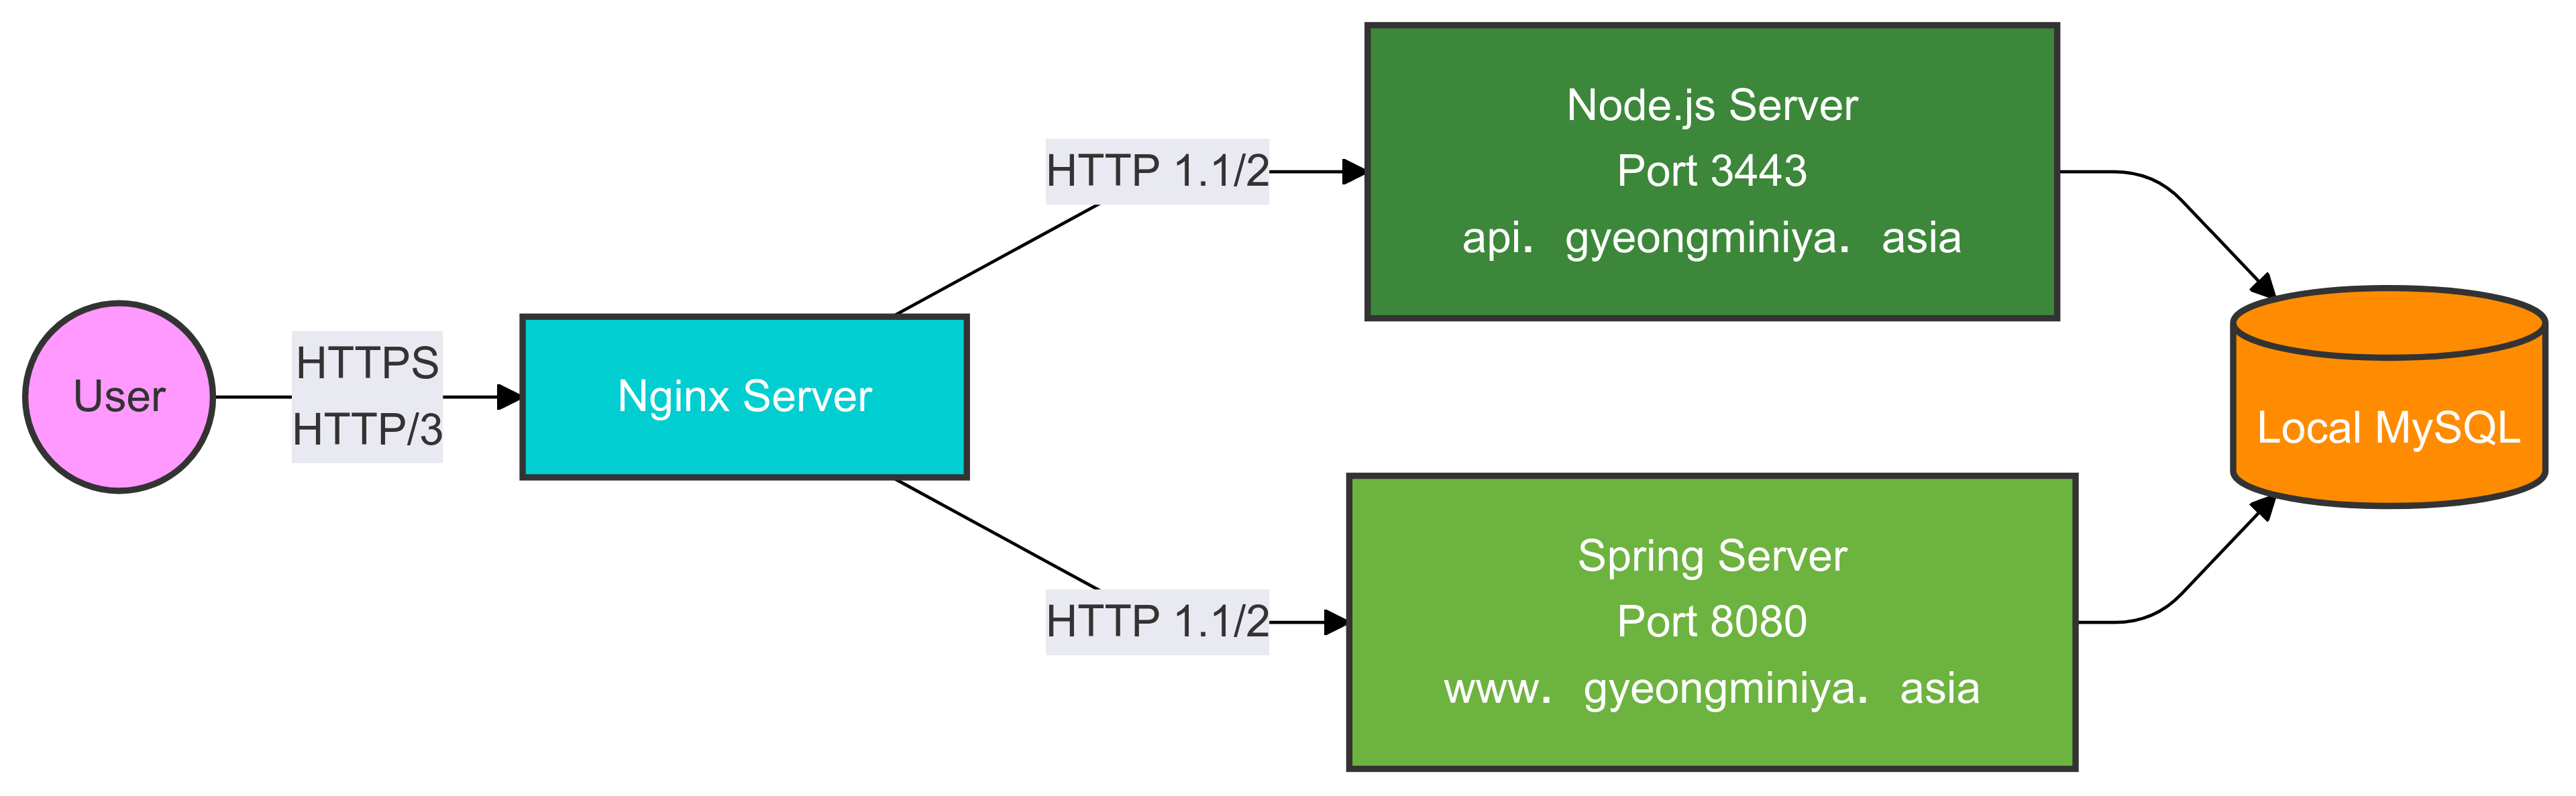 User
HTTPS
HTTP/3
Nginx Server
HTTP 1.1/2
HTTP 1.1/2
Node.js Server
Port 3443
api.  gyeongminiya.  asia
Spring Server
Port 8080
www.  gyeongminiya.  asia
Local MySQL